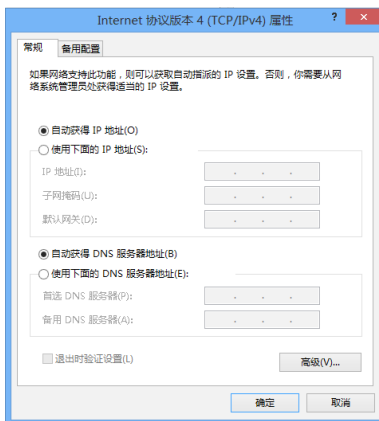 Internet 协议版本 4 (TCP/IPv4) 属性
常规 备用配置
如果网络支持此功能，则可以获取自动指派的 IP 设置。否则，你需要从网
络系统管理员处获得适当的 IP 设置。
自动获得 IP 地址(O)
使用下面的 IP 地址(S):
IP 地址(I):
子网掩码(U):
默认网关(D):
自动获得 DNS 服务器地址(B)
使用下面的 DNS 服务器地址(E):
首选 DNS 服务器(P):
备用 DNS 服务器(A):
退出时验证设置(L)
高级(V)...
确定 取消